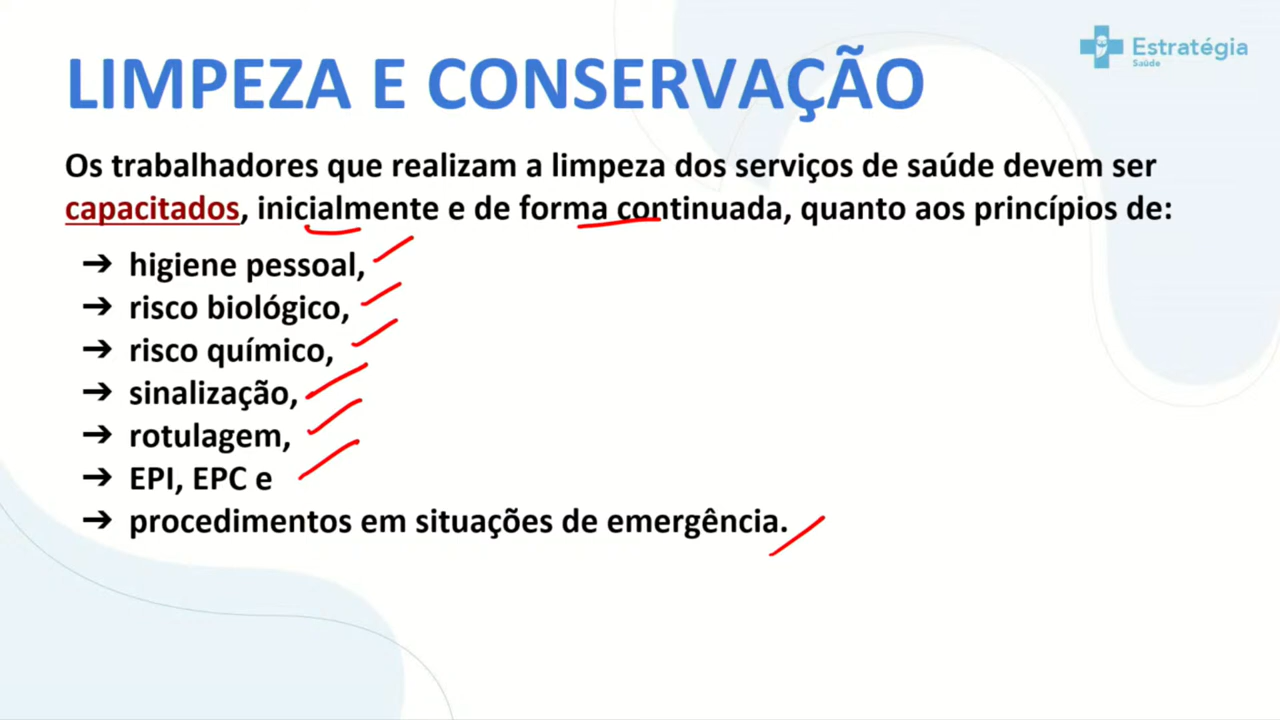 Estratégia
Saúde
LIMPEZA E CONSERVAÇÃO
Os trabalhadores que realizam a limpeza dos serviços de saúde devem ser
capacitados, inicialmente e de forma continuada, quanto aos princípios de:
➔ higiene pessoal,
➔ risco biológico,
➔ risco químico,
➔ sinalização,
➔ rotulagem,
➔ EPI, EPC e
➔ procedimentos em situações de emergência.